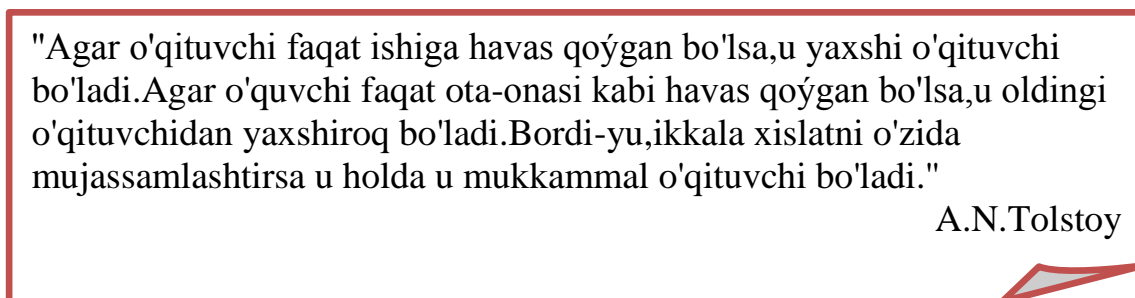 "Agar o'qituvchi faqat ishiga havas qoýgan bo'lsa,u yaxshi o'qituvchi
bo'ladi.Agar o'quvchi faqat ota-onasi kabi havas qoýgan bo'lsa,u oldingi
o'qituvchidan yaxshiroq bo'ladi.Bordi-yu,ikkala xislatni o'zida
mujassamlashtirsa u holda u mukkammal o'qituvchi bo'ladi."
A.N.Tolstoy